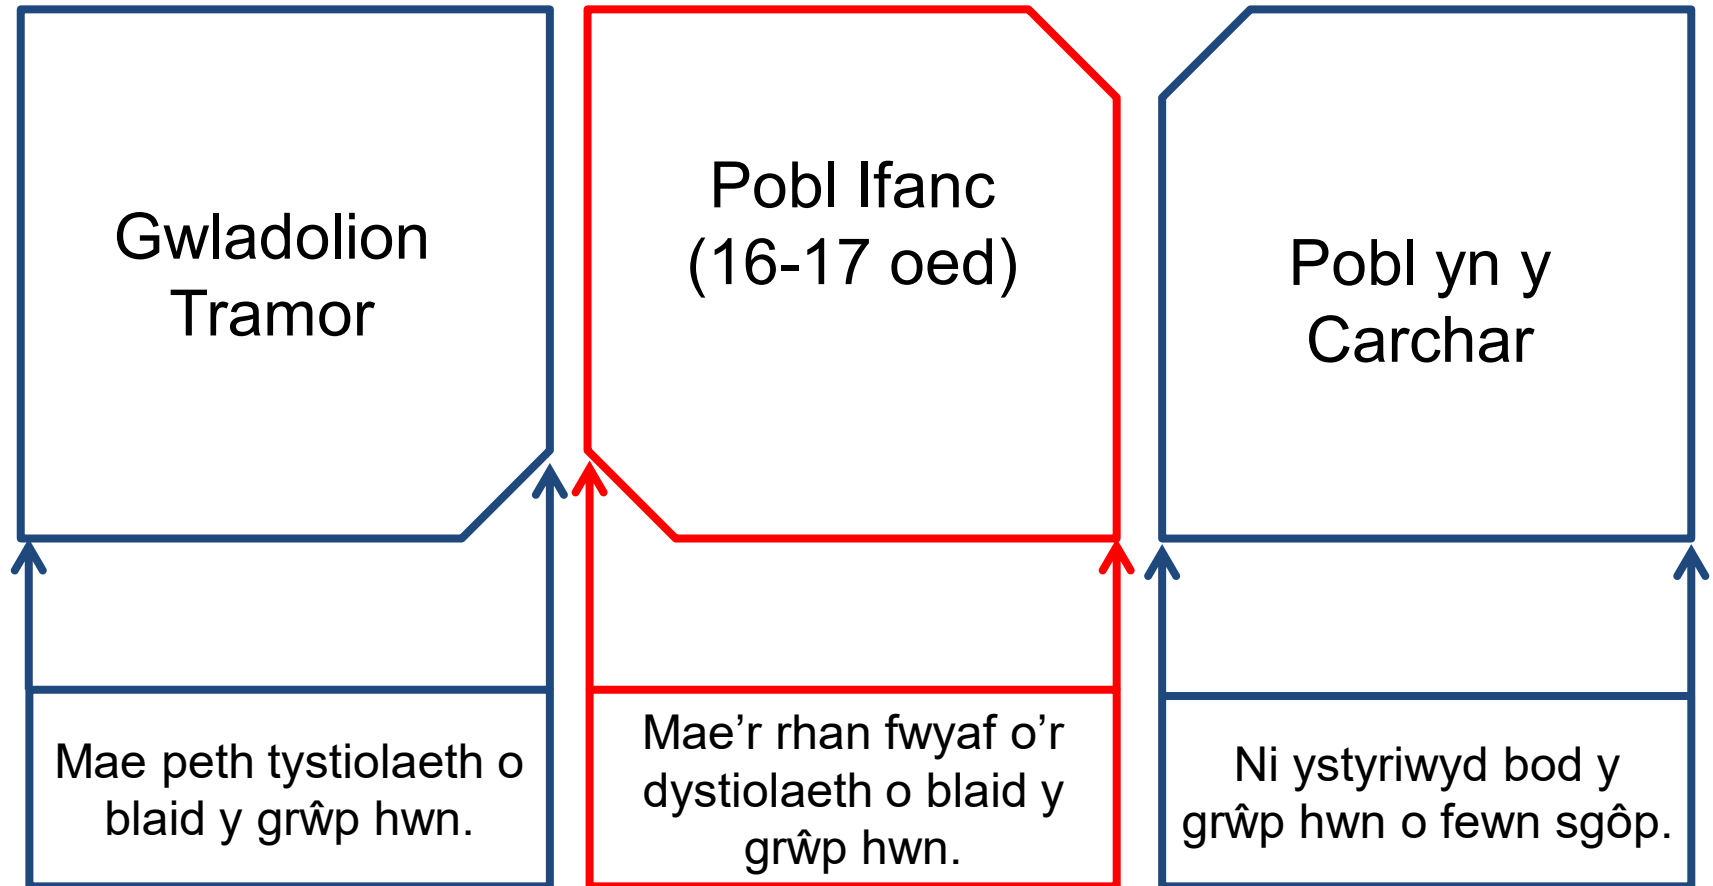 Gwladolion
Tramor
Pobl Ifanc
(16-17 oed)
Pobl yn y
Carchar
Mae peth tystiolaeth o
blaid y grŵp hwn.
Mae’r rhan fwyaf o’r
dystiolaeth o blaid y
grŵp hwn.
Ni ystyriwyd bod y
grŵp hwn o fewn sgôp.